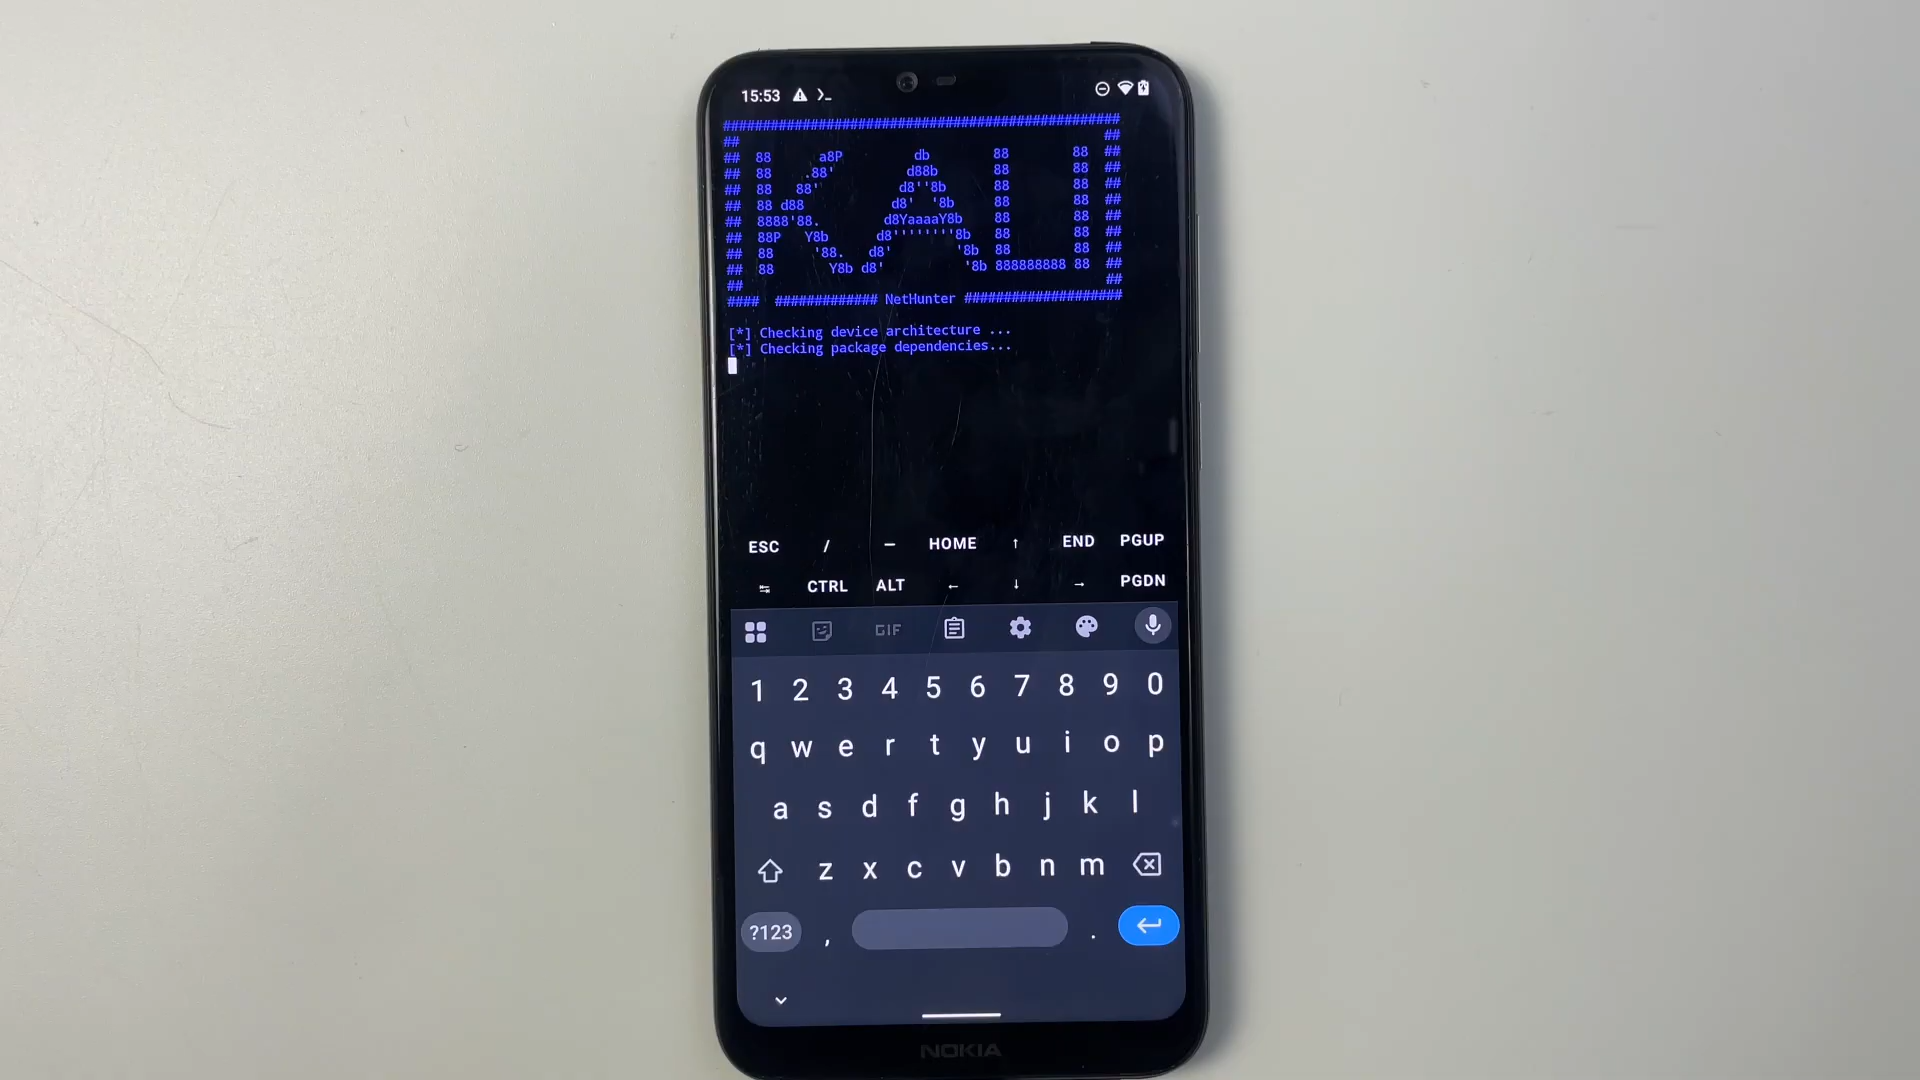 15:53
##################################################
## ##
## 88 a8P db 88 88 ##
## 88 .88' d88b 88 88 ##
## 88 88' d8''8b 88 88 ##
## 88 d88 d8' '8b 88 88 ##
## 8888'88. d8YaaaaY8b 88 88 ##
## 88P Y8b d8''''''''8b 88 88 ##
## 88 '88. d8' '8b 88 88 ##
## 88 Y8b d8' '8b 888888888 88 ##
## ##
#### ############# NetHunter ####################
[*] Checking device architecture ...
[*] Checking package dependencies...
ESC / — HOME ↑ END PGUP
↹ CTRL ALT ← ↓ → PGDN
GIF
1 2 3 4 5 6 7 8 9 0
q w e r t y u i o p
a s d f g h j k l
z x c v b n m
?123 , .
NOKIA